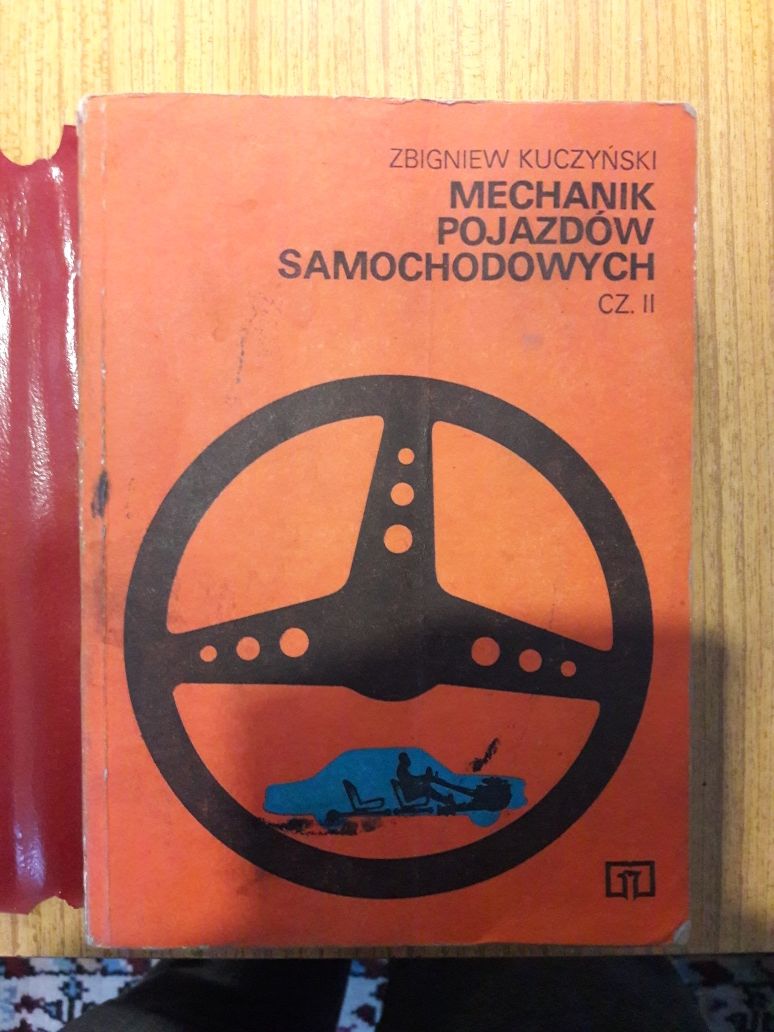 ZBIGNIEW KUCZYŃSKI
MECHANIK
POJAZDÓW
SAMOCHODOWYCH
CZ. II